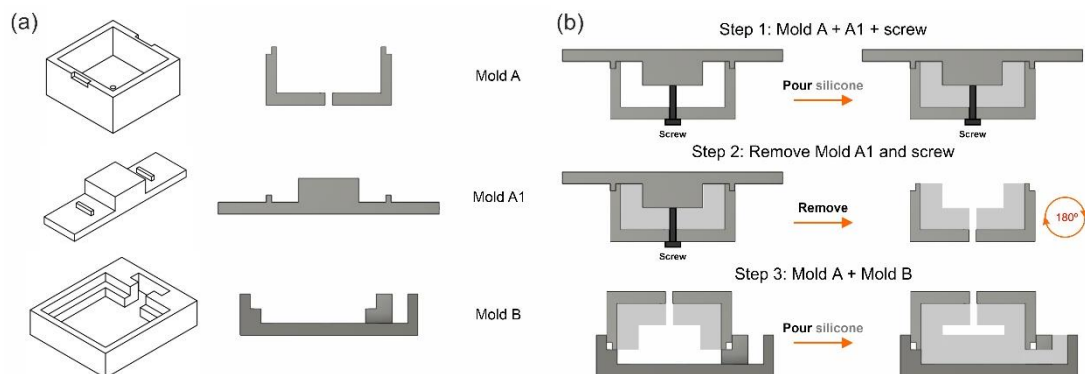 (a)
Mold A
Mold A1
Mold B
(b)
Step 1: Mold A + A1 + screw
Pour silicone
Screw
Screw
Step 2: Remove Mold A1 and screw
Remove
180º
Screw
Step 3: Mold A + Mold B
Pour silicone